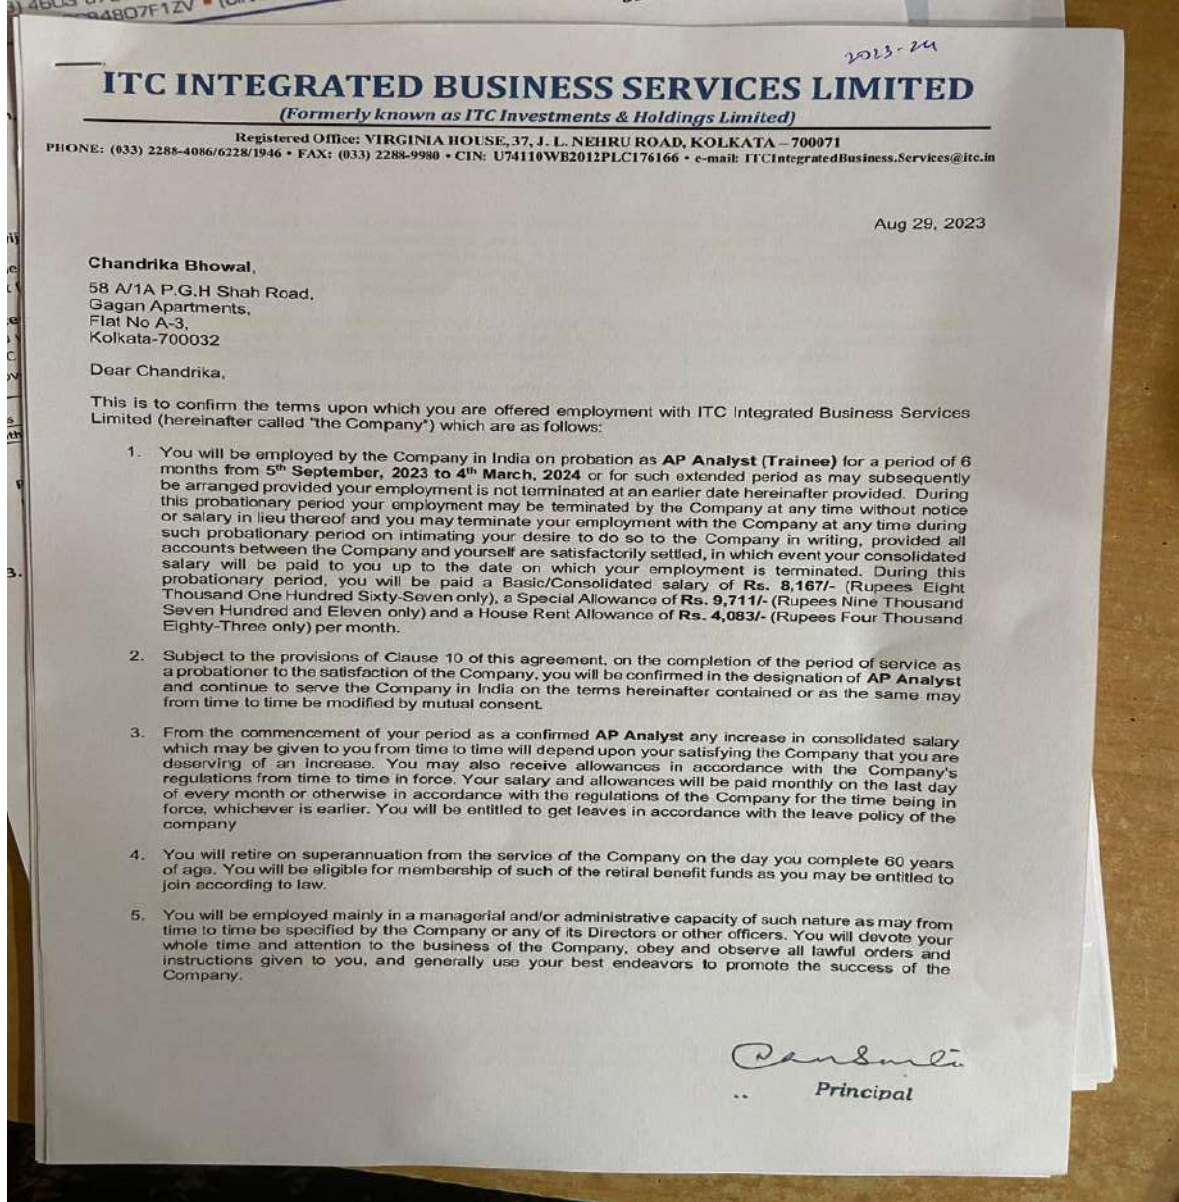 4807F1ZV
2023-24
ITC INTEGRATED BUSINESS SERVICES LIMITED
(Formerly known as ITC Investments & Holdings Limited)
Registered Office: VIRGINIA HOUSE, 37, J. L. NEHRU ROAD, KOLKATA – 700071
PHONE: (033) 2288-4086/6228/1946 • FAX: (033) 2288-9980 • CIN: U74110WB2012PLC176166 • e-mail: ITCIntegratedBusiness.Services@itc.in
Aug 29, 2023
Chandrika Bhowal,
58 A/1A P.G.H Shah Road,
Gagan Apartments,
Flat No A-3,
Kolkata-700032
Dear Chandrika,
This is to confirm the terms upon which you are offered employment with ITC Integrated Business Services
Limited (hereinafter called "the Company") which are as follows:
1. You will be employed by the Company in India on probation as AP Analyst (Trainee) for a period of 6
months from 5th September, 2023 to 4th March, 2024 or for such extended period as may subsequently
be arranged provided your employment is not terminated at an earlier date hereinafter provided. During
this probationary period your employment may be terminated by the Company at any time without notice
or salary in lieu thereof and you may terminate your employment with the Company at any time during
such probationary period on intimating your desire to do so to the Company in writing, provided all
accounts between the Company and yourself are satisfactorily settled, in which event your consolidated
salary will be paid to you up to the date on which your employment is terminated. During this
probationary period, you will be paid a Basic/Consolidated salary of Rs. 8,167/- (Rupees Eight
Thousand One Hundred Sixty-Seven only), a Special Allowance of Rs. 9,711/- (Rupees Nine Thousand
Seven Hundred and Eleven only) and a House Rent Allowance of Rs. 4,083/- (Rupees Four Thousand
Eighty-Three only) per month.
2. Subject to the provisions of Clause 10 of this agreement, on the completion of the period of service as
a probationer to the satisfaction of the Company, you will be confirmed in the designation of AP Analyst
and continue to serve the Company in India on the terms hereinafter contained or as the same may
from time to time be modified by mutual consent.
3. From the commencement of your period as a confirmed AP Analyst any increase in consolidated salary
which may be given to you from time to time will depend upon your satisfying the Company that you are
deserving of an increase. You may also receive allowances in accordance with the Company's
regulations from time to time in force. Your salary and allowances will be paid monthly on the last day
of every month or otherwise in accordance with the regulations of the Company for the time being in
force, whichever is earlier. You will be entitled to get leaves in accordance with the leave policy of the
company
4. You will retire on superannuation from the service of the Company on the day you complete 60 years
of age. You will be eligible for membership of such of the retiral benefit funds as you may be entitled to
join according to law.
5. You will be employed mainly in a managerial and/or administrative capacity of such nature as may from
time to time be specified by the Company or any of its Directors or other officers. You will devote your
whole time and attention to the business of the Company, obey and observe all lawful orders and
instructions given to you, and generally use your best endeavors to promote the success of the
Company.
Principal